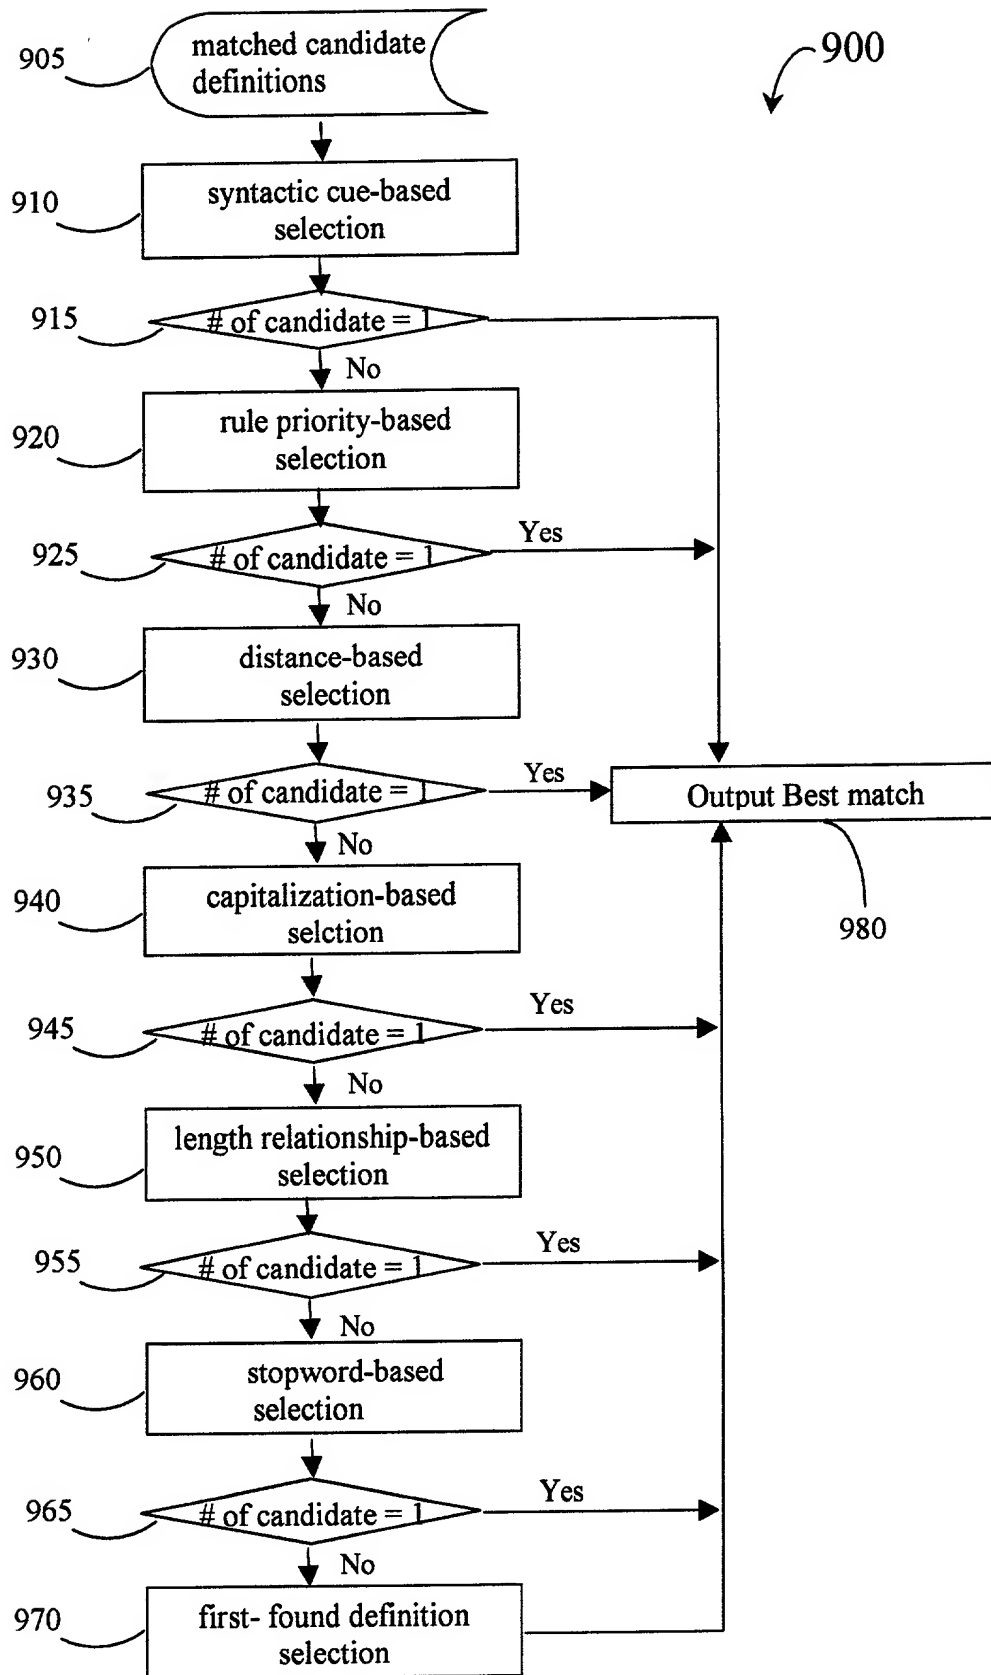 900
905
matched candidate
definitions
910
syntactic cue-based
selection
915
# of candidate = 1
No
920
rule priority-based
selection
925
# of candidate = 1
Yes
No
930
distance-based
selection
935
# of candidate = 1
Yes
Output Best match
980
No
940
capitalization-based
selction
945
# of candidate = 1
Yes
No
950
length relationship-based
selection
955
# of candidate = 1
Yes
No
960
stopword-based
selection
965
# of candidate = 1
Yes
No
970
first- found definition
selection